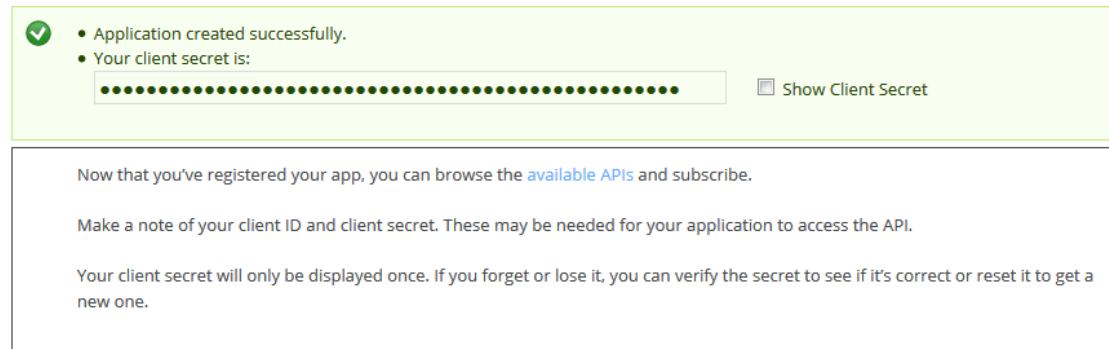 Application created successfully.
Your client secret is:
Show Client Secret
Now that you've registered your app, you can browse the available APIs and subscribe.
Make a note of your client ID and client secret. These may be needed for your application to access the API.
Your client secret will only be displayed once. If you forget or lose it, you can verify the secret to see if it's correct or reset it to get a
new one.